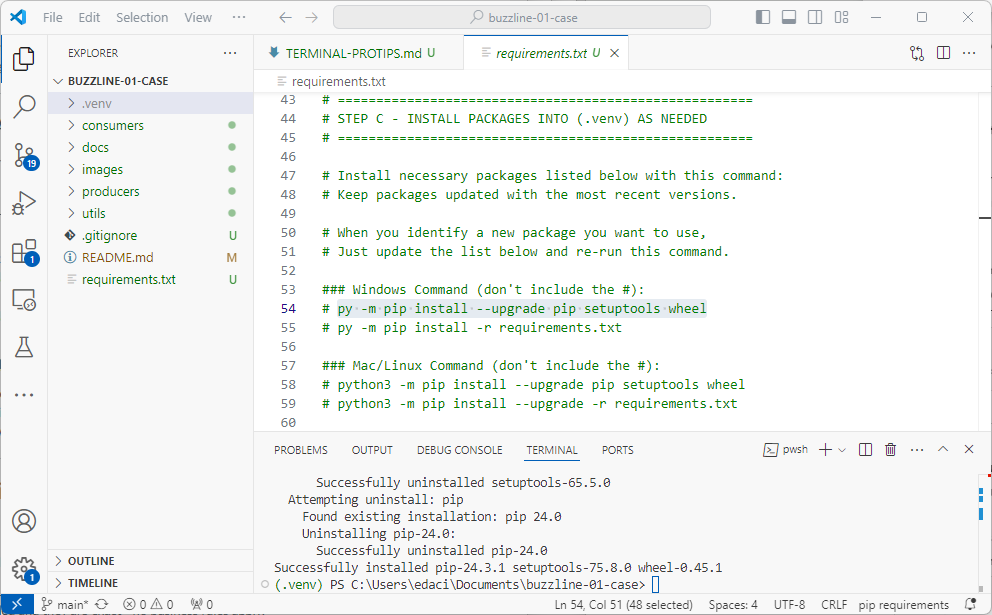 File Edit Selection View ··· buzzline-01-case
EXPLORER ···
BUZZLINE-01-CASE
.venv
consumers
docs
images
producers
utils
.gitignore U
README.md M
requirements.txt U
OUTLINE
TIMELINE
19
1
1
TERMINAL-PROTIPS.md U requirements.txt U
requirements.txt
43 # ======================================================
44 # STEP C - INSTALL PACKAGES INTO (.venv) AS NEEDED
45 # ======================================================
46
47 # Install necessary packages listed below with this command:
48 # Keep packages updated with the most recent versions.
49
50 # When you identify a new package you want to use,
51 # Just update the list below and re-run this command.
52
53 ### Windows Command (don't include the #):
54 # py -m pip install --upgrade pip setuptools wheel
55 # py -m pip install -r requirements.txt
56
57 ### Mac/Linux Command (don't include the #):
58 # python3 -m pip install --upgrade pip setuptools wheel
59 # python3 -m pip install --upgrade -r requirements.txt
60
PROBLEMS OUTPUT DEBUG CONSOLE TERMINAL PORTS pwsh
Successfully uninstalled setuptools-65.5.0
Attempting uninstall: pip
Found existing installation: pip 24.0
Uninstalling pip-24.0:
Successfully uninstalled pip-24.0
Successfully installed pip-24.3.1 setuptools-75.8.0 wheel-0.45.1
(.venv) PS C:\Users\edaci\Documents\buzzline-01-case>
main* 0 0 0 Ln 54, Col 51 (48 selected) Spaces: 4 UTF-8 CRLF pip requirements